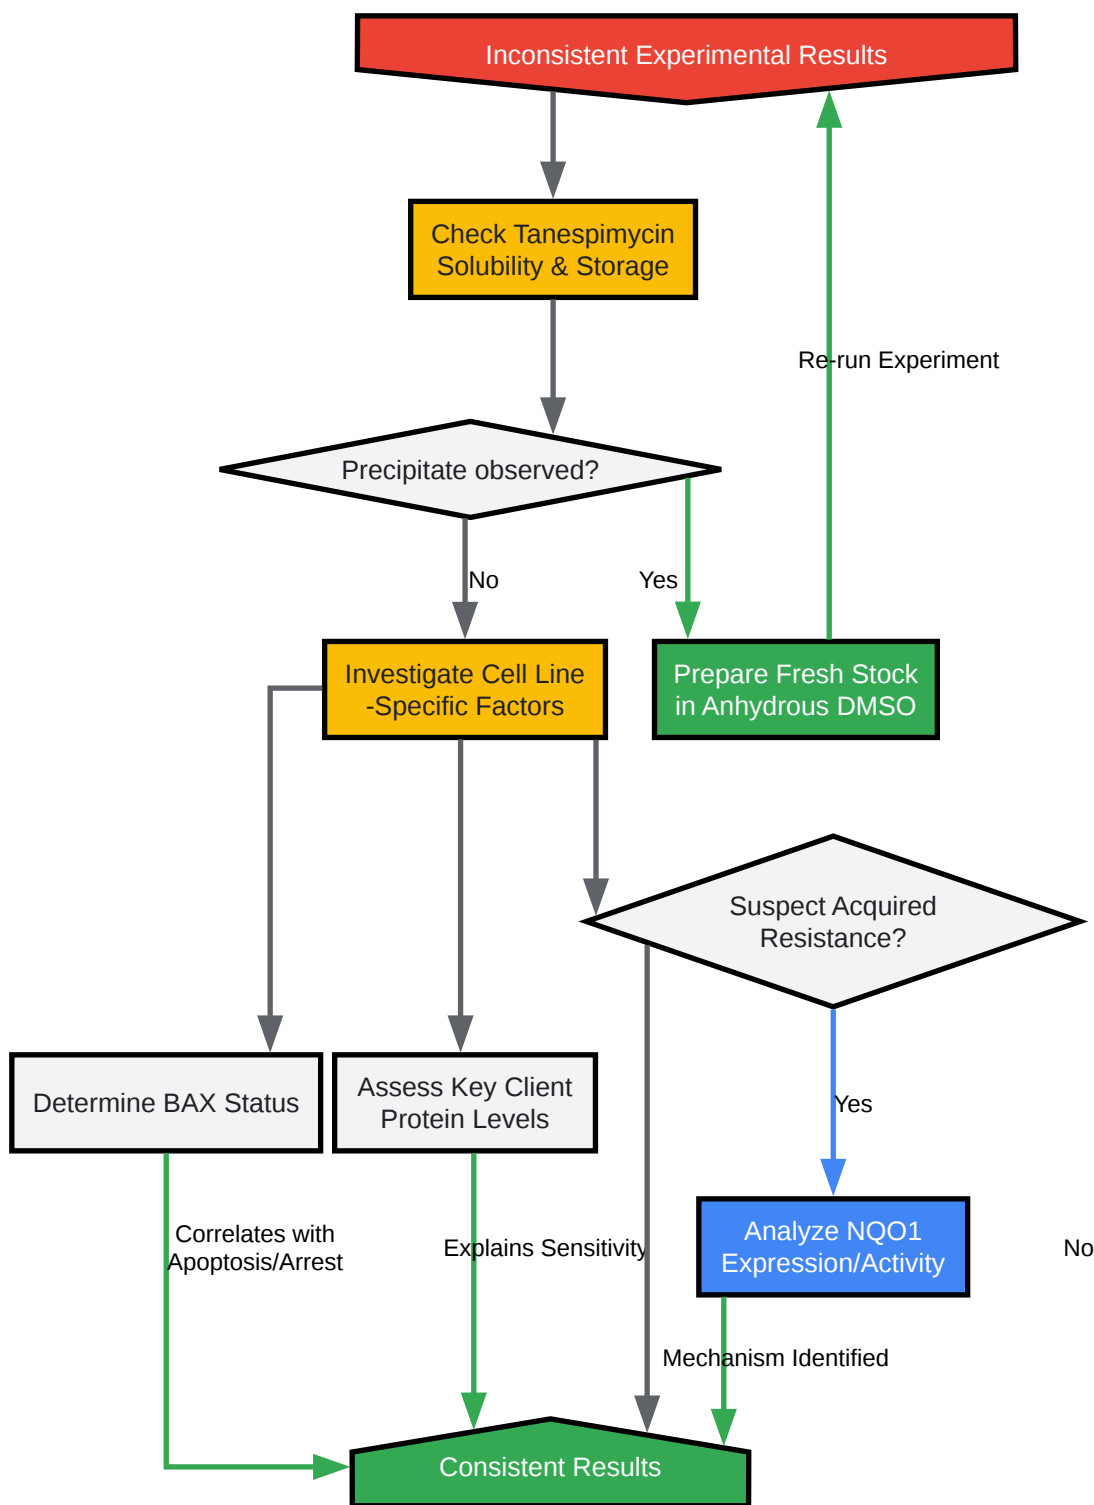 Inconsistent Experimental Results
Check Tanespimycin
Solubility & Storage
Re-run Experiment
Precipitate observed?
No
Yes
Investigate Cell Line
-Specific Factors
Prepare Fresh Stock
in Anhydrous DMSO
Suspect Acquired
Resistance?
Determine BAX Status
Assess Key Client
Protein Levels
Yes
Correlates with
Apoptosis/Arrest
Explains Sensitivity
Analyze NQO1
Expression/Activity
No
Mechanism Identified
Consistent Results